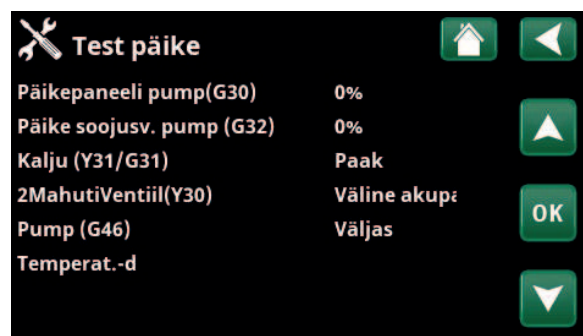 Test päike
Päikepaneeli pump(G30) 0%
Päike soojusv. pump (G32) 0%
Kalju (Y31/G31) Paak
2MahutiVentiil(Y30) Väline akupa
Pump (G46) Väljas
OK
Temperat.-d